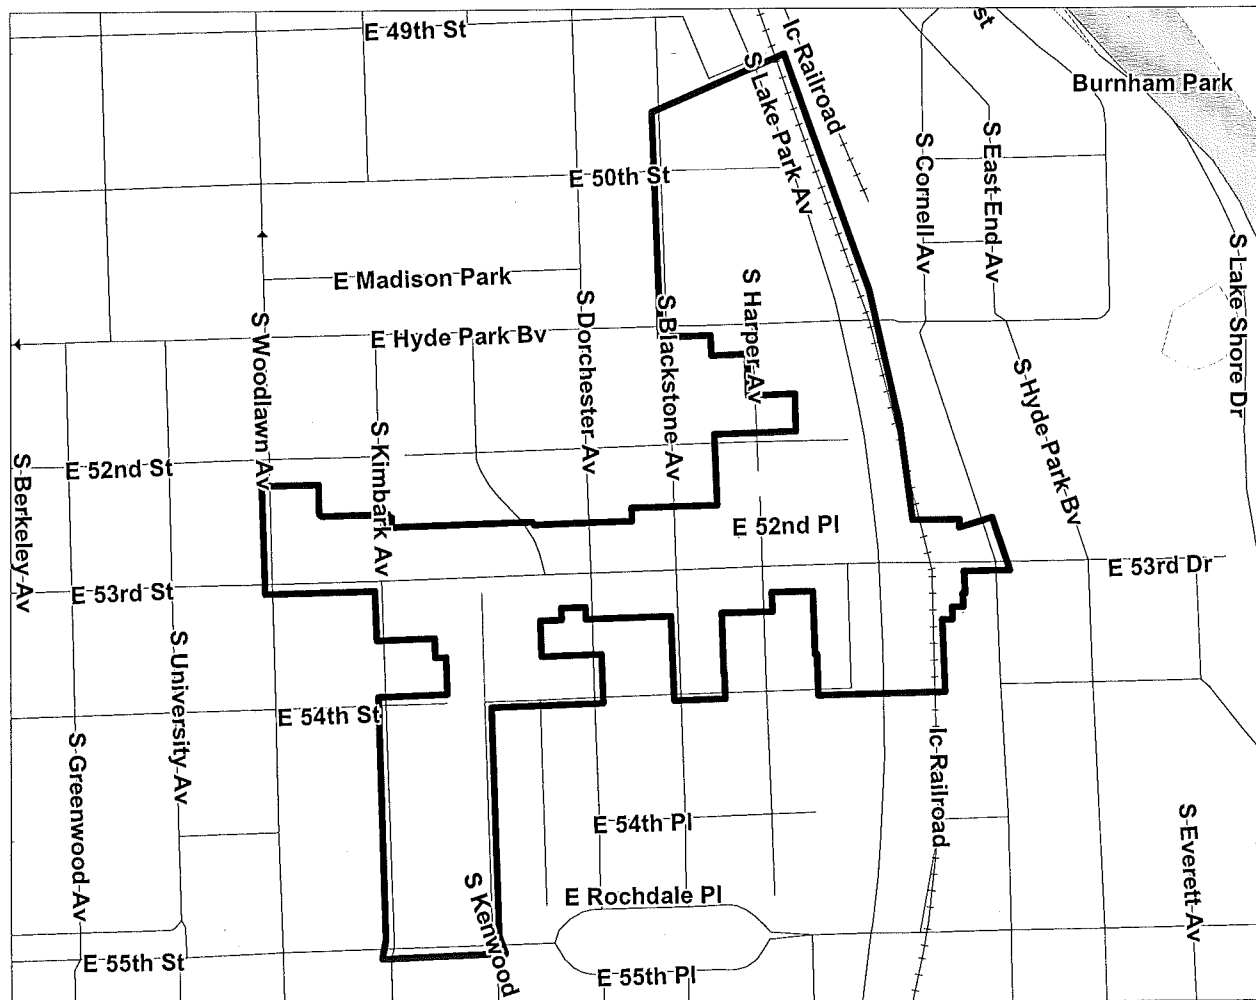 E 49th St
Ic-Railroad
st
Burnham Park
S Lake-Park-Av
S-Cornell-Av
S-East-End-Av
E 50th St
S-Lake Shore Dr
E Madison Park
S Harper-Av
S-Dorchester-Av
S-Blackstone-Av
S-Woodlawn Av
E Hyde Park Bv
S-Hyde-Park-Bv
S-Kimbark Av
S-Berkeley-Av
E 52nd St
E 52nd Pl
E 53rd Dr
E 53rd St
S-University-Av
E 54th St
S-Greenwood-Av
Ic-Railroad
E 54th Pl
S-Everett-Av
S Kenwood
E Rochdale Pl
E 55th St
E 55th Pl